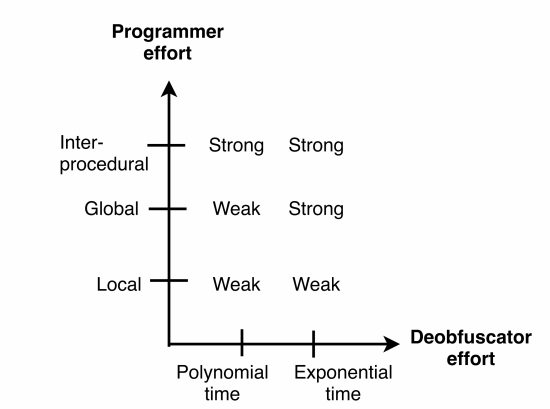 Programmer
effort
Inter-
procedural
Strong Strong
Global Weak Strong
Local Weak Weak
Deobfuscator
effort
Polynomial
time
Exponential
time